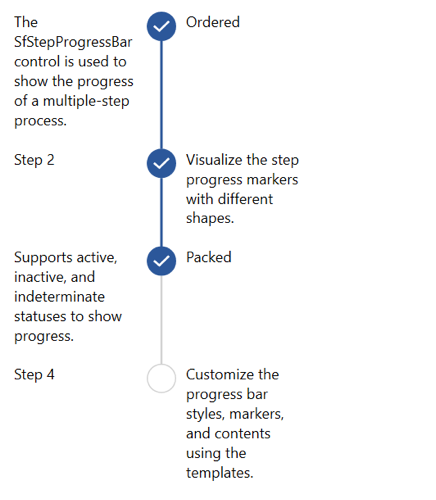 The
SfStepProgressBar
control is used to
show the progress
of a multiple-step
process.
Ordered
Step 2
Visualize the step
progress markers
with different
shapes.
Supports active,
inactive, and
indeterminate
statuses to show
progress.
Packed
Step 4
Customize the
progress bar
styles, markers,
and contents
using the
templates.